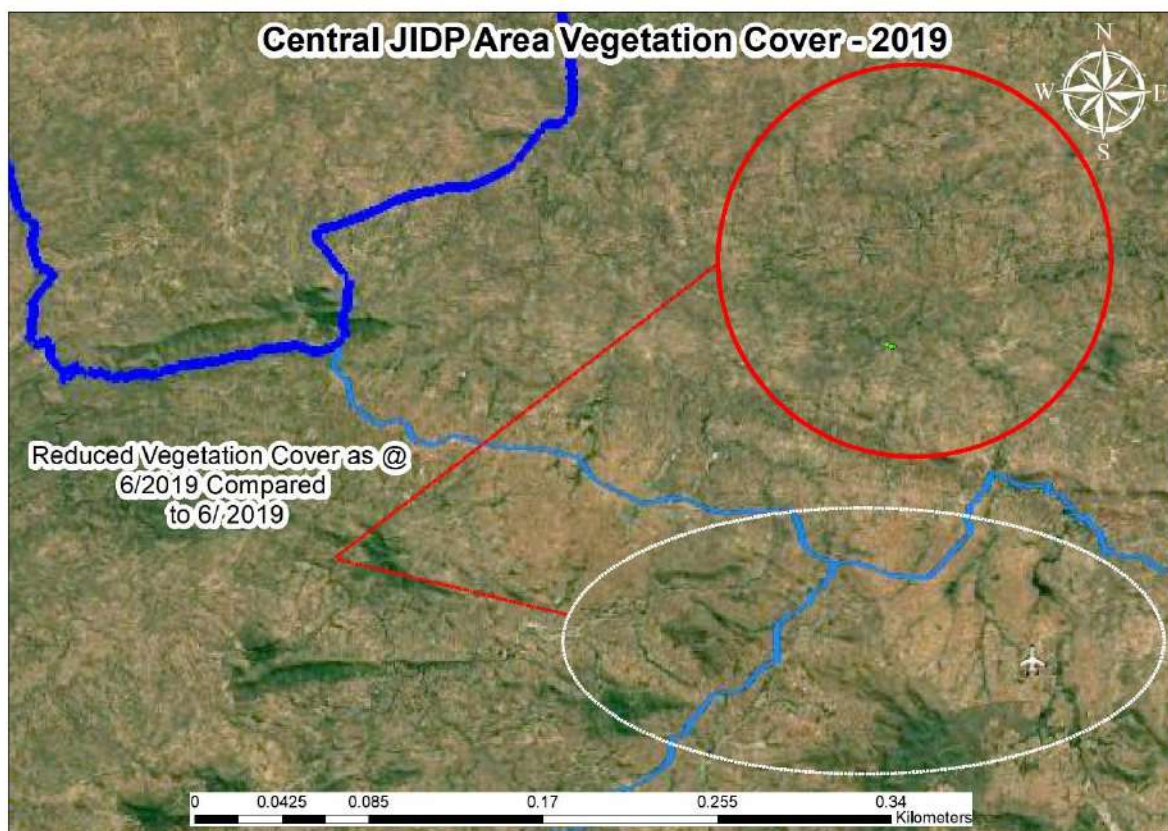 Central JIDP Area Vegetation Cover - 2019
N
W E
S
Reduced Vegetation Cover as @
6/2019 Compared
to 6/ 2019
0 0.0425 0.085 0.17 0.255 0.34
Kilometers